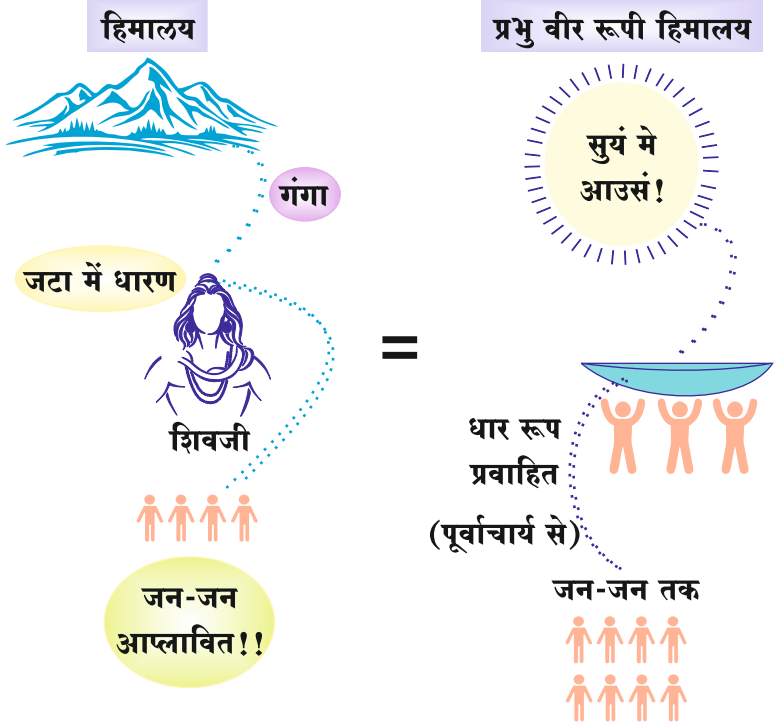 हिमालय
गंगा
जटा में धारण
शिवजी
जन-जन
आप्लावित!!
=
प्रभु वीर रूपी हिमालय
सुयं मे
आउसं!
धार रूप
प्रवाहित
(पूर्वाचार्य से)
जन-जन तक